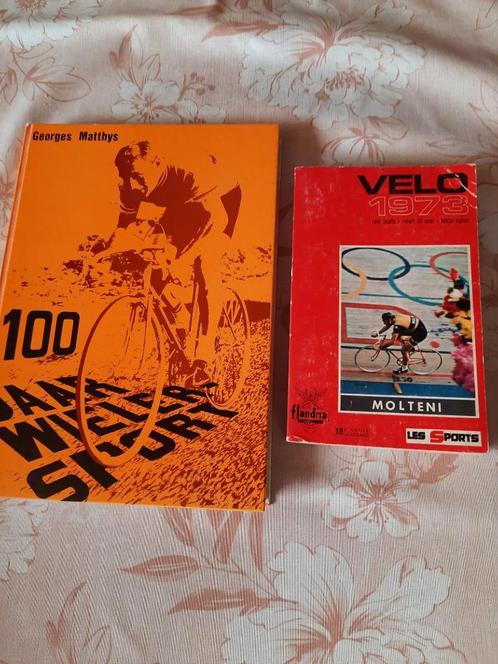 Georges Matthys
100
JAAR
WIELER-
SPORT
VELO
1973
MOLTENI
flandria
LES SPORTS